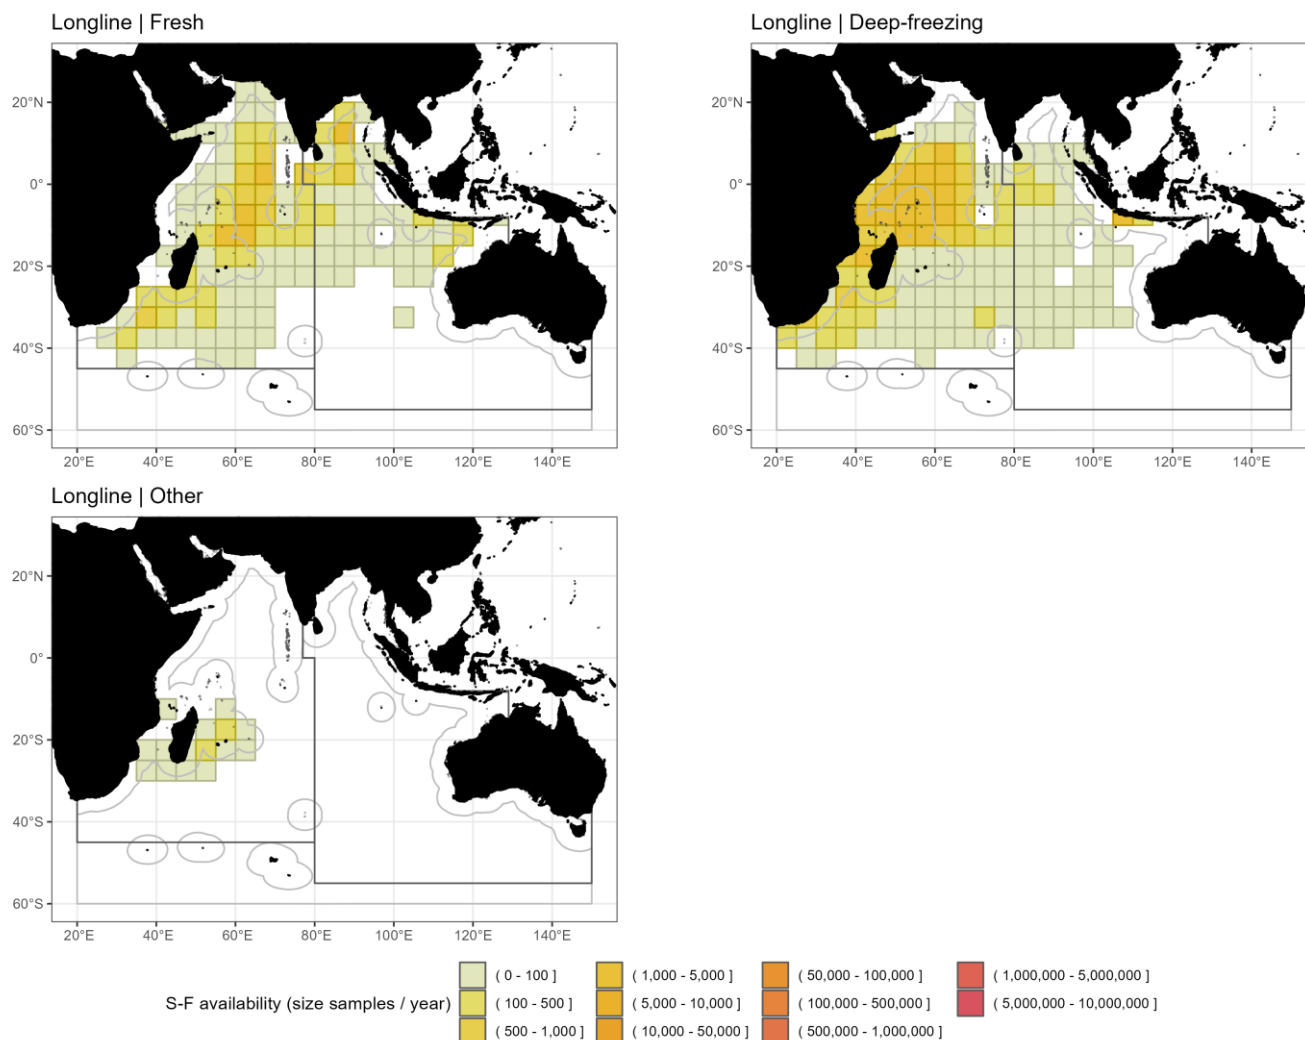 Longline | Fresh
Longline | Deep-freezing
20°N
0°
20°S
40°S
60°S
20°E 40°E 60°E 80°E 100°E 120°E 140°E
20°N
0°
20°S
40°S
60°S
20°E 40°E 60°E 80°E 100°E 120°E 140°E
Longline | Other
20°N
0°
20°S
40°S
60°S
20°E 40°E 60°E 80°E 100°E 120°E 140°E
S-F availability (size samples / year)
( 0 - 100 ]
( 100 - 500 ]
( 500 - 1,000 ]
( 1,000 - 5,000 ]
( 5,000 - 10,000 ]
( 10,000 - 50,000 ]
( 50,000 - 100,000 ]
( 100,000 - 500,000 ]
( 500,000 - 1,000,000 ]
( 1,000,000 - 5,000,000 ]
( 5,000,000 - 10,000,000 ]